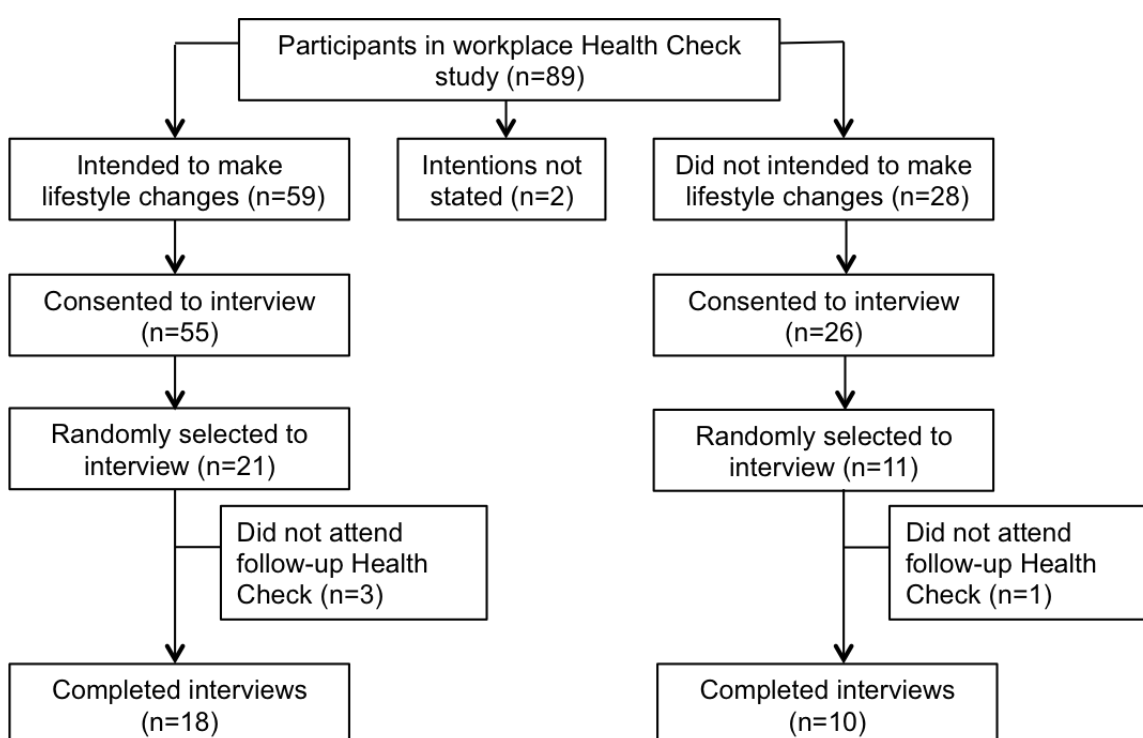 Participants in workplace Health Check
study (n=89)
Intended to make
lifestyle changes (n=59)
Intentions not
stated (n=2)
Did not intended to make
lifestyle changes (n=28)
Consented to interview
(n=55)
Consented to interview
(n=26)
Randomly selected to
interview (n=21)
Randomly selected to
interview (n=11)
Did not attend
follow-up Health
Check (n=3)
Did not attend
follow-up Health
Check (n=1)
Completed interviews
(n=18)
Completed interviews
(n=10)